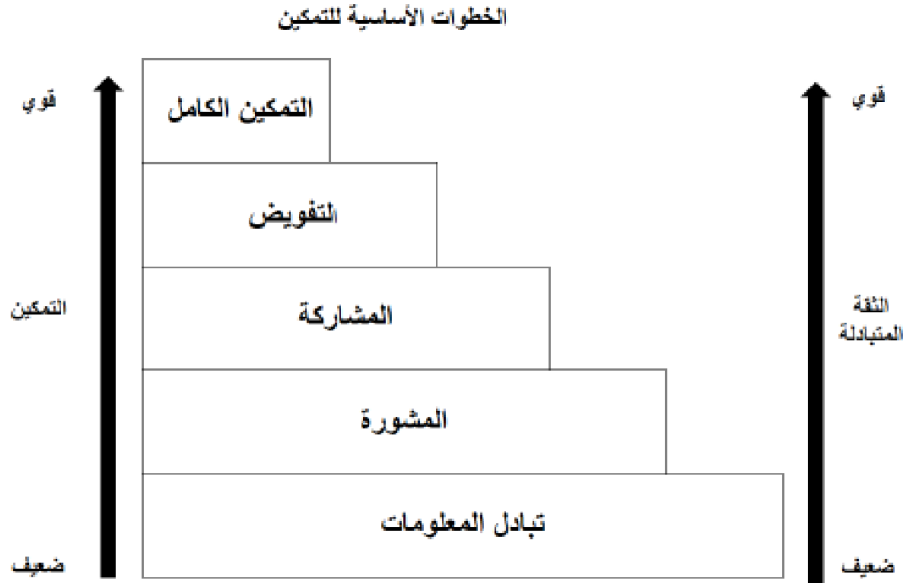 الخطوات الأساسية للتمكين
قوي
التمكين الكامل
قوي
التفويض
الثقة
المتبادلة
المشاركة
التمكين
المشورة
تبادل المعلومات
ضعيف
ضعيف